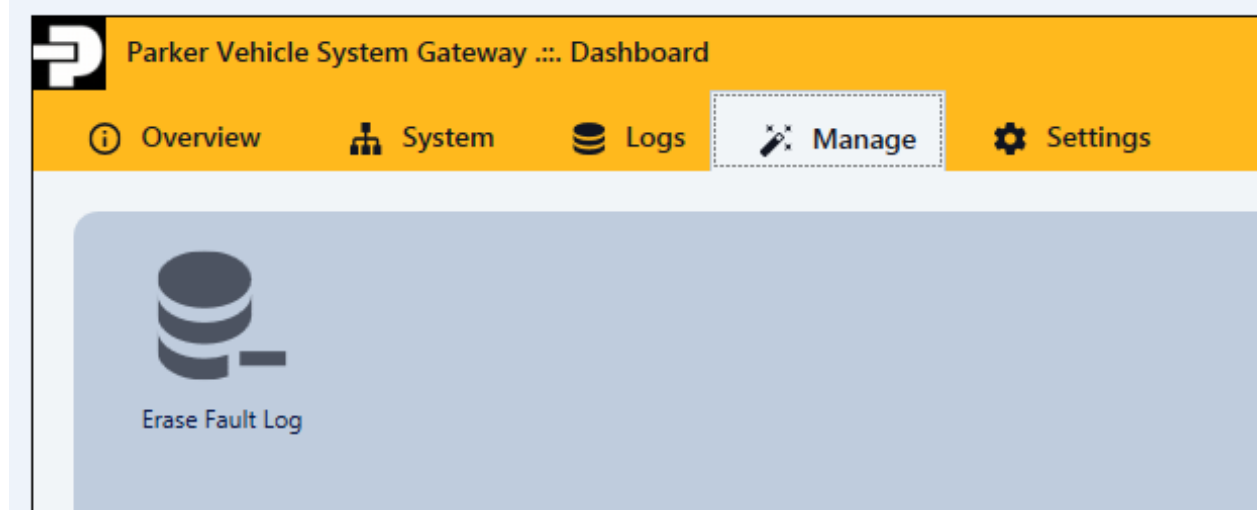 Parker Vehicle System Gateway .::. Dashboard
Overview System Logs Manage Settings
Erase Fault Log